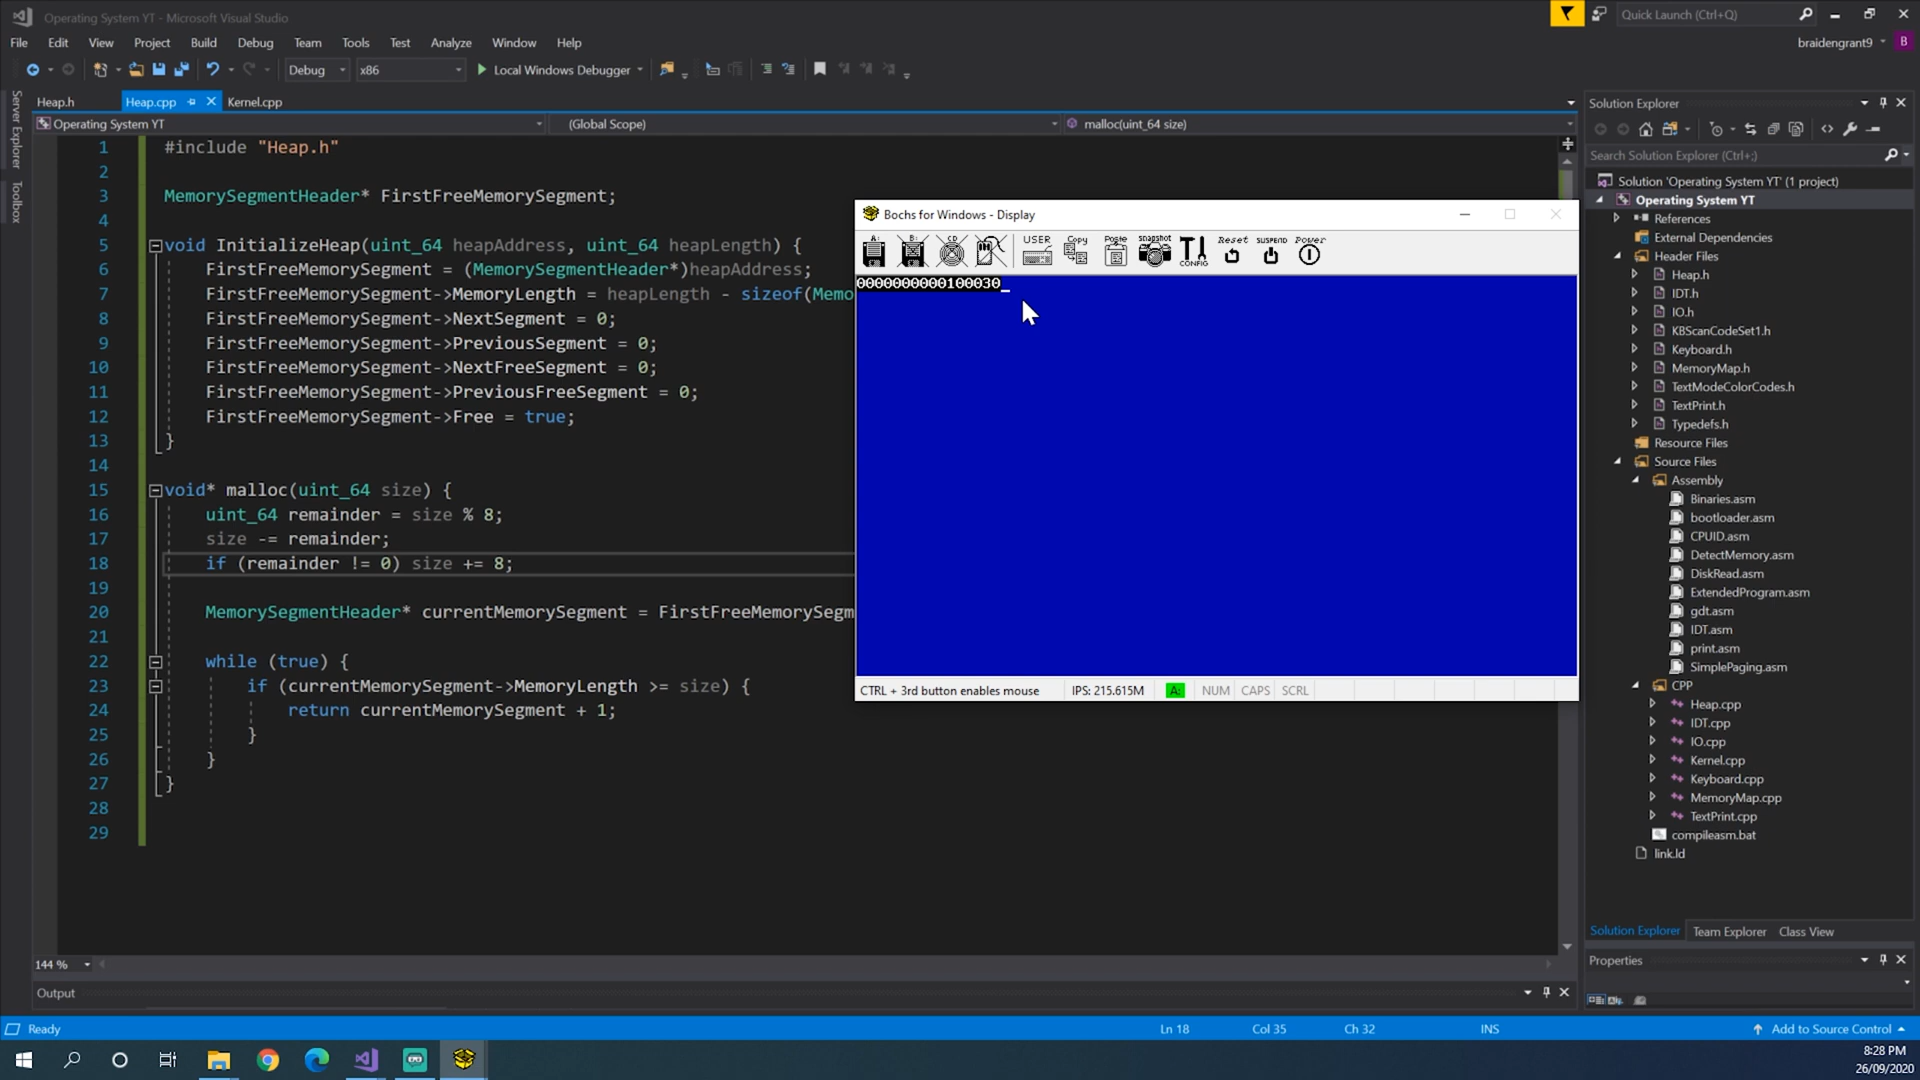 Operating System YT - Microsoft Visual Studio
Quick Launch (Ctrl+Q)
File Edit View Project Build Debug Team Tools Test Analyze Window Help
braidengrant9 B
Debug x86 Local Windows Debugger
Server Explorer
Toolbox
Heap.h Heap.cpp Kernel.cpp
Operating System YT (Global Scope) malloc(uint_64 size)
1 #include "Heap.h"
2
3 MemorySegmentHeader* FirstFreeMemorySegment;
4
5 void InitializeHeap(uint_64 heapAddress, uint_64 heapLength) {
6 FirstFreeMemorySegment = (MemorySegmentHeader*)heapAddress;
7 FirstFreeMemorySegment->MemoryLength = heapLength - sizeof(Memo
8 FirstFreeMemorySegment->NextSegment = 0;
9 FirstFreeMemorySegment->PreviousSegment = 0;
10 FirstFreeMemorySegment->NextFreeSegment = 0;
11 FirstFreeMemorySegment->PreviousFreeSegment = 0;
12 FirstFreeMemorySegment->Free = true;
13 }
14
15 void* malloc(uint_64 size) {
16 uint_64 remainder = size % 8;
17 size -= remainder;
18 if (remainder != 0) size += 8;
19
20 MemorySegmentHeader* currentMemorySegment = FirstFreeMemorySegm
21
22 while (true) {
23 if (currentMemorySegment->MemoryLength >= size) {
24 return currentMemorySegment + 1;
25 }
26 }
27 }
28
29
144 %
Output
Bochs for Windows - Display
A: B: CD USER Copy Paste snapshot CONFIG Reset SUSPEND Power
0000000000100030_
CTRL + 3rd button enables mouse IPS: 215.615M A: NUM CAPS SCRL
Solution Explorer
Search Solution Explorer (Ctrl+;)
Solution 'Operating System YT' (1 project)
Operating System YT
References
External Dependencies
Header Files
Heap.h
IDT.h
IO.h
KBScanCodeSet1.h
Keyboard.h
MemoryMap.h
TextModeColorCodes.h
TextPrint.h
Typedefs.h
Resource Files
Source Files
Assembly
Binaries.asm
bootloader.asm
CPUID.asm
DetectMemory.asm
DiskRead.asm
ExtendedProgram.asm
gdt.asm
IDT.asm
print.asm
SimplePaging.asm
CPP
Heap.cpp
IDT.cpp
IO.cpp
Kernel.cpp
Keyboard.cpp
MemoryMap.cpp
TextPrint.cpp
compileasm.bat
link.ld
Solution Explorer Team Explorer Class View
Properties
Ready Ln 18 Col 35 Ch 32 INS Add to Source Control
8:28 PM
26/09/2020